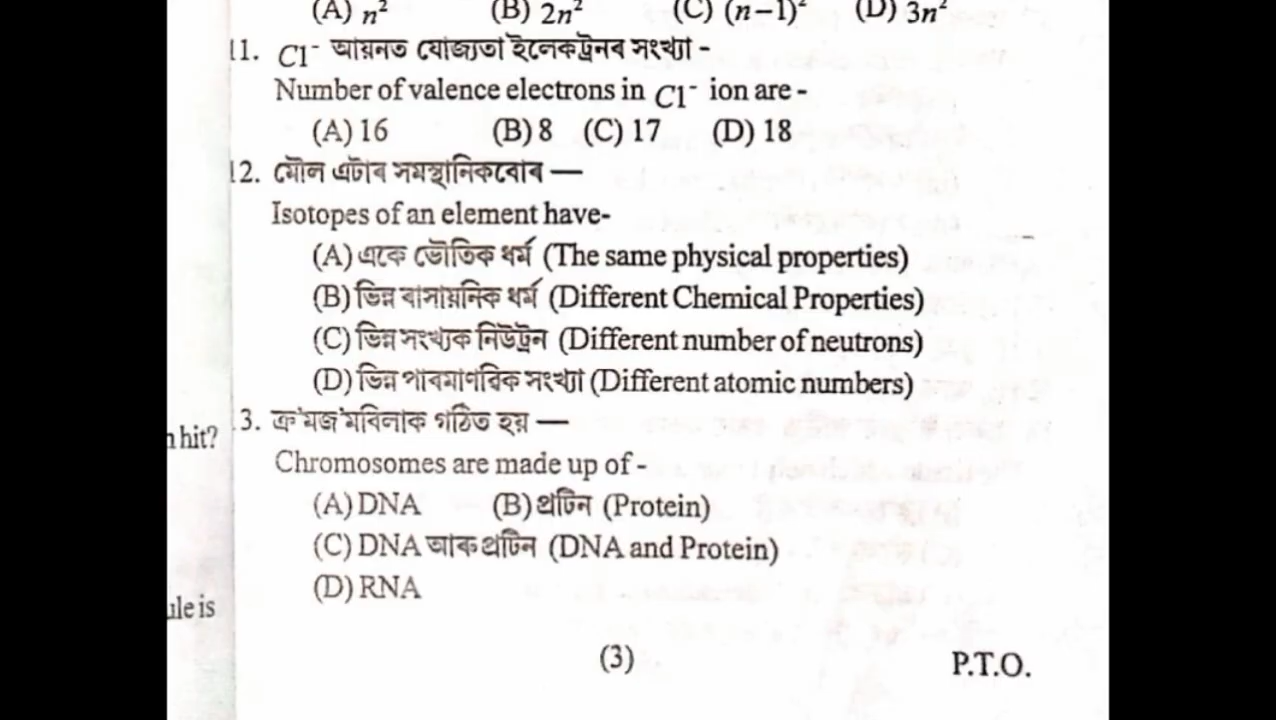 (A) n² (B) 2n² (C) (n−1)² (D) 3n²
11. Cl⁻ আয়নত যোজ্যতা ইলেকট্ৰনৰ সংখ্যা -
Number of valence electrons in Cl⁻ ion are -
(A) 16 (B) 8 (C) 17 (D) 18
12. মৌল এটাৰ সমস্থানিকবোৰ —
Isotopes of an element have-
(A) একে ভৌতিক ধৰ্ম (The same physical properties)
(B) ভিন্ন ৰাসায়নিক ধৰ্ম (Different Chemical Properties)
(C) ভিন্ন সংখ্যক নিউট্ৰন (Different number of neutrons)
(D) ভিন্ন পাৰমাণৱিক সংখ্যা (Different atomic numbers)
3. ক্ৰ'মজ'মবিলাক গঠিত হয় —
hit?
Chromosomes are made up of -
(A) DNA (B) প্ৰটিন (Protein)
(C) DNA আৰু প্ৰটিন (DNA and Protein)
(D) RNA
is
(3) P.T.O.